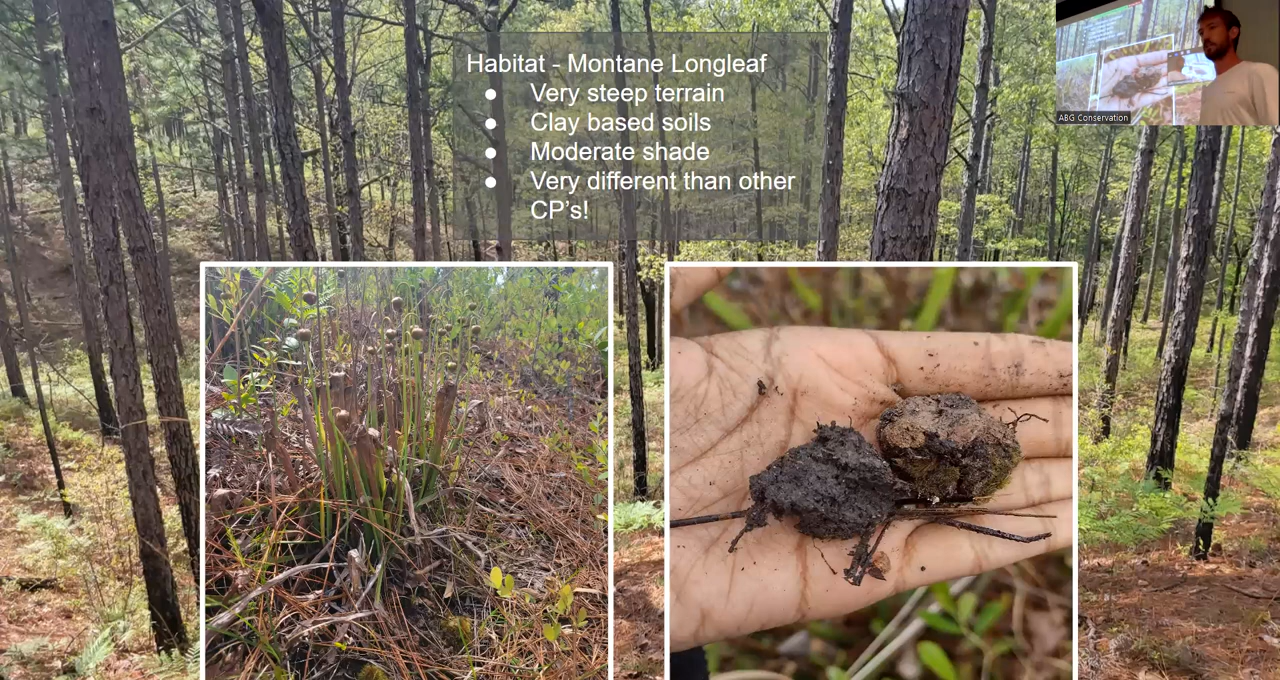 Habitat - Montane Longleaf
● Very steep terrain
● Clay based soils
● Moderate shade
● Very different than other
CP's!
ABG Conservation